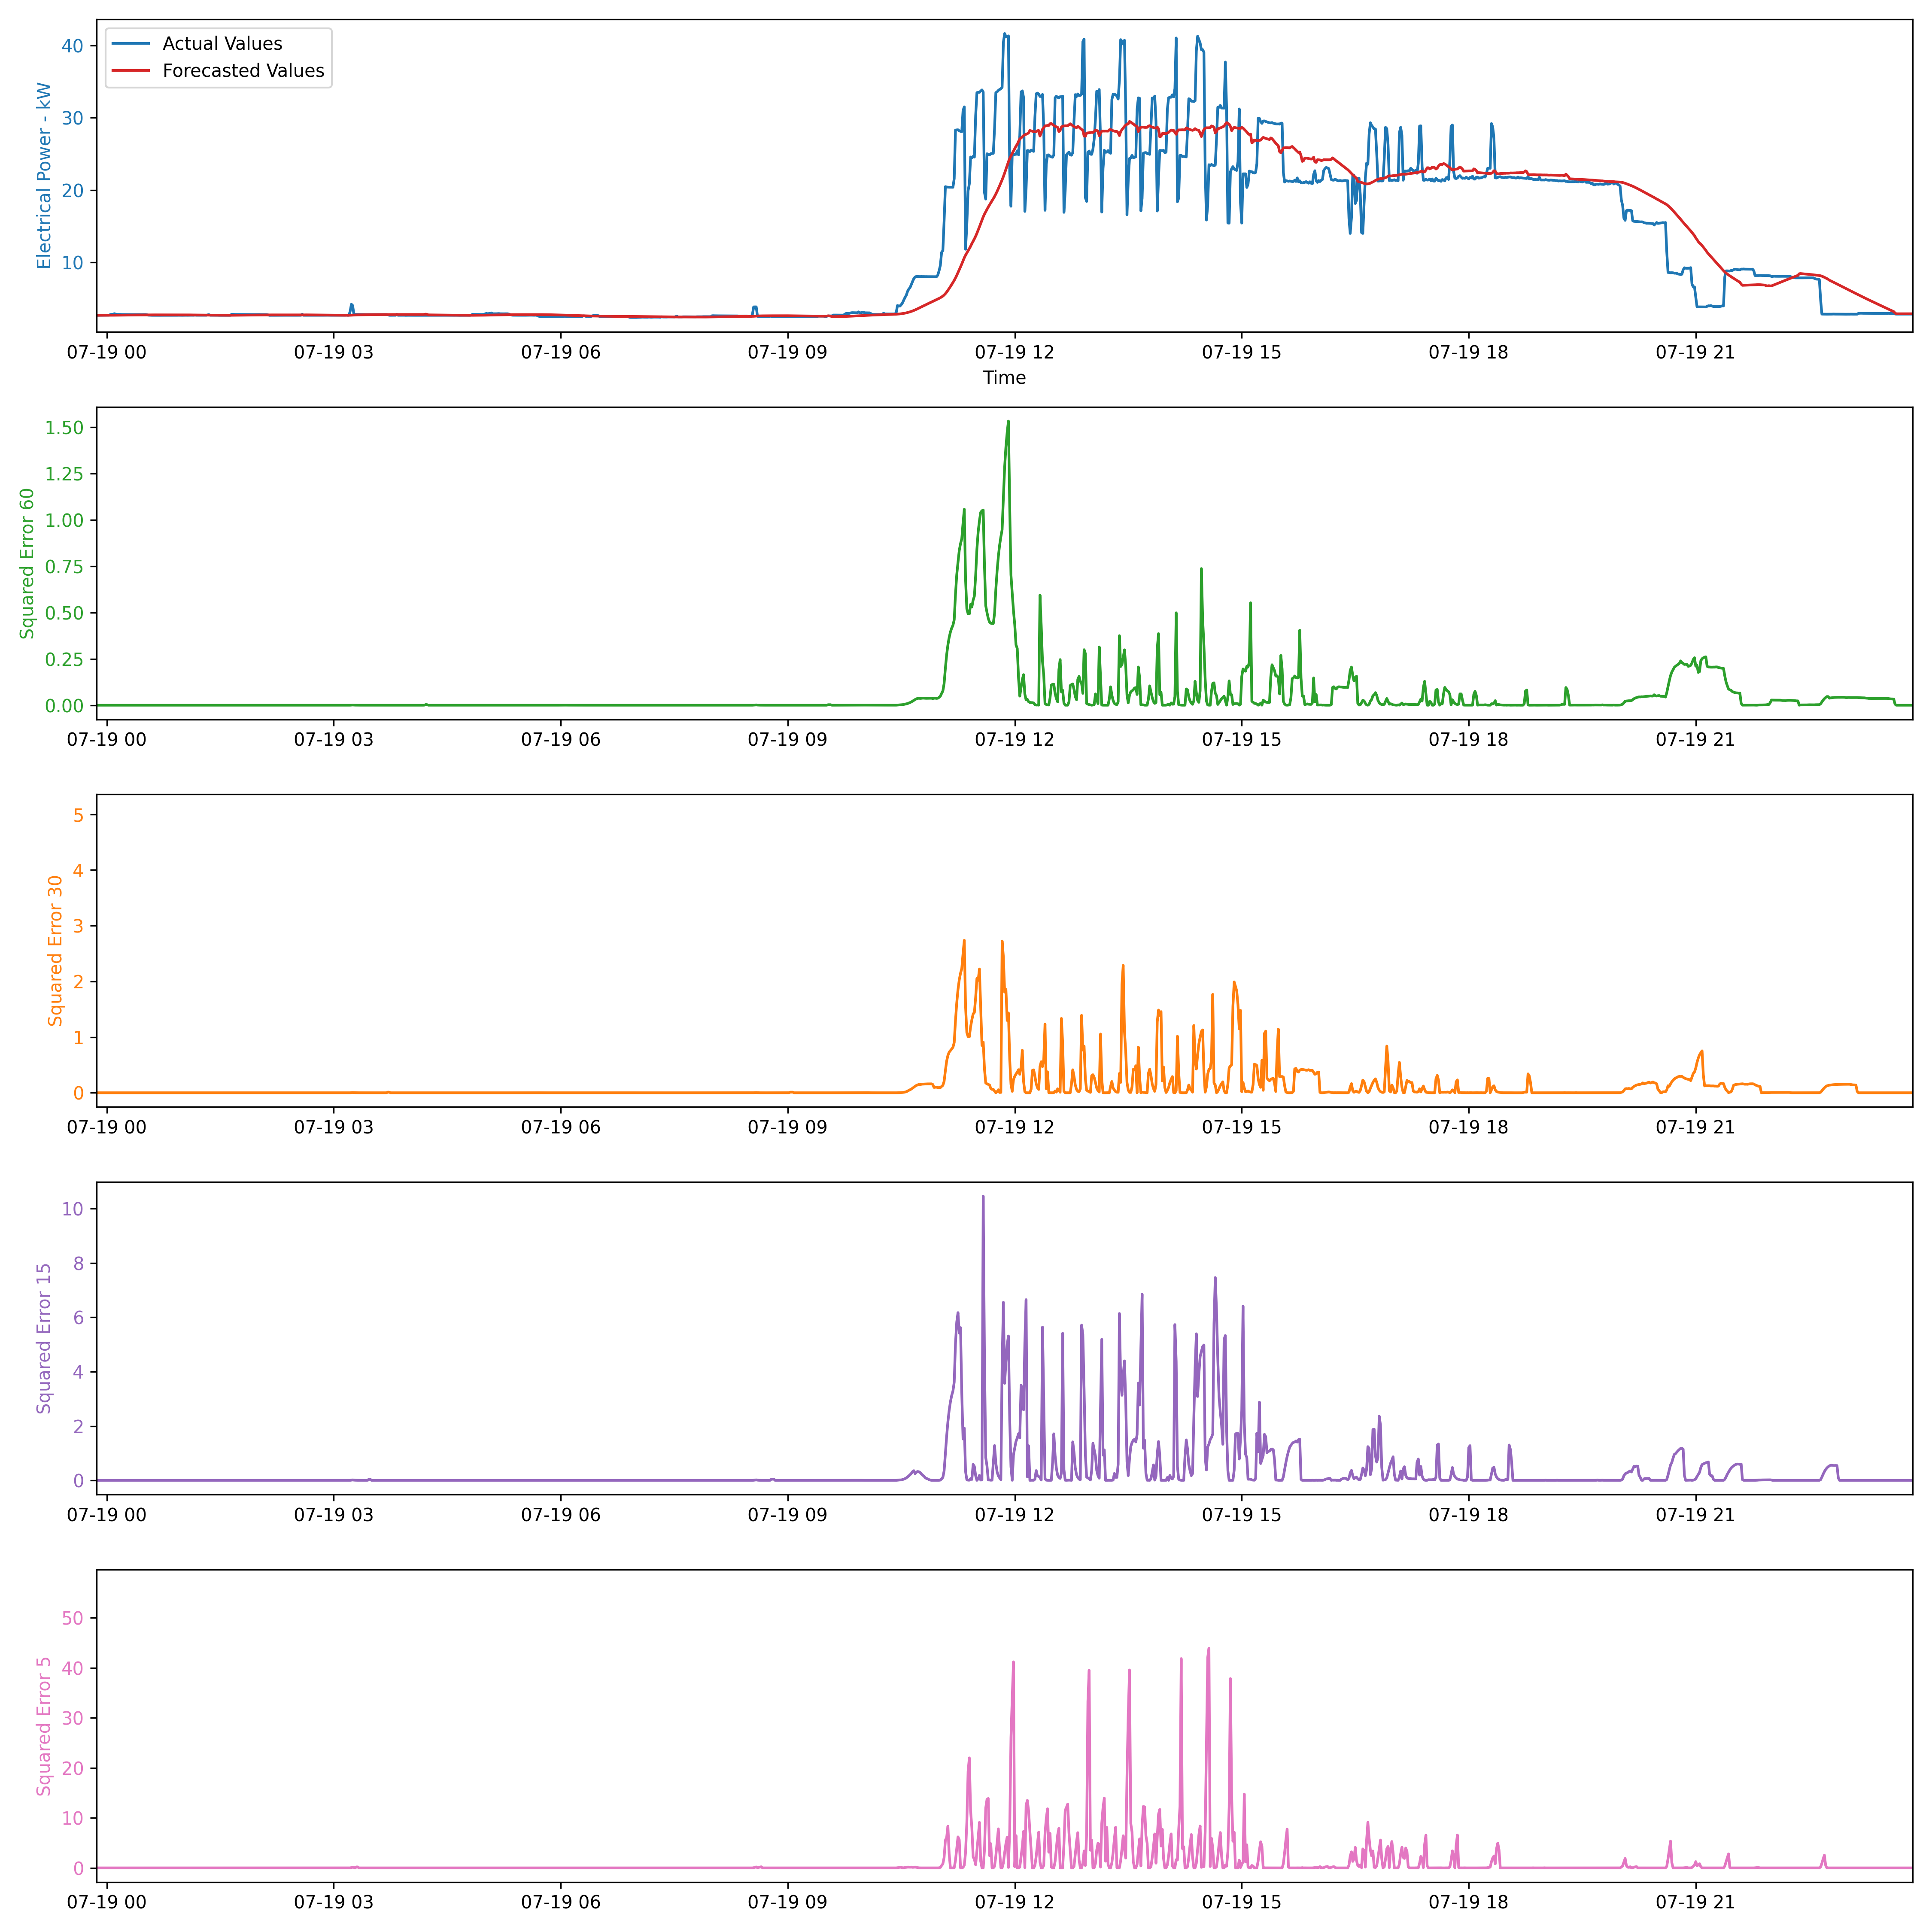 Actual Values
Forecasted Values
Electrical Power - kW
40
30
20
10
07-19 00 07-19 03 07-19 06 07-19 09 07-19 12 07-19 15 07-19 18 07-19 21
Time
Squared Error 60
1.50
1.25
1.00
0.75
0.50
0.25
0.00
07-19 00 07-19 03 07-19 06 07-19 09 07-19 12 07-19 15 07-19 18 07-19 21
Squared Error 30
5
4
3
2
1
0
07-19 00 07-19 03 07-19 06 07-19 09 07-19 12 07-19 15 07-19 18 07-19 21
Squared Error 15
10
8
6
4
2
0
07-19 00 07-19 03 07-19 06 07-19 09 07-19 12 07-19 15 07-19 18 07-19 21
Squared Error 5
50
40
30
20
10
0
07-19 00 07-19 03 07-19 06 07-19 09 07-19 12 07-19 15 07-19 18 07-19 21